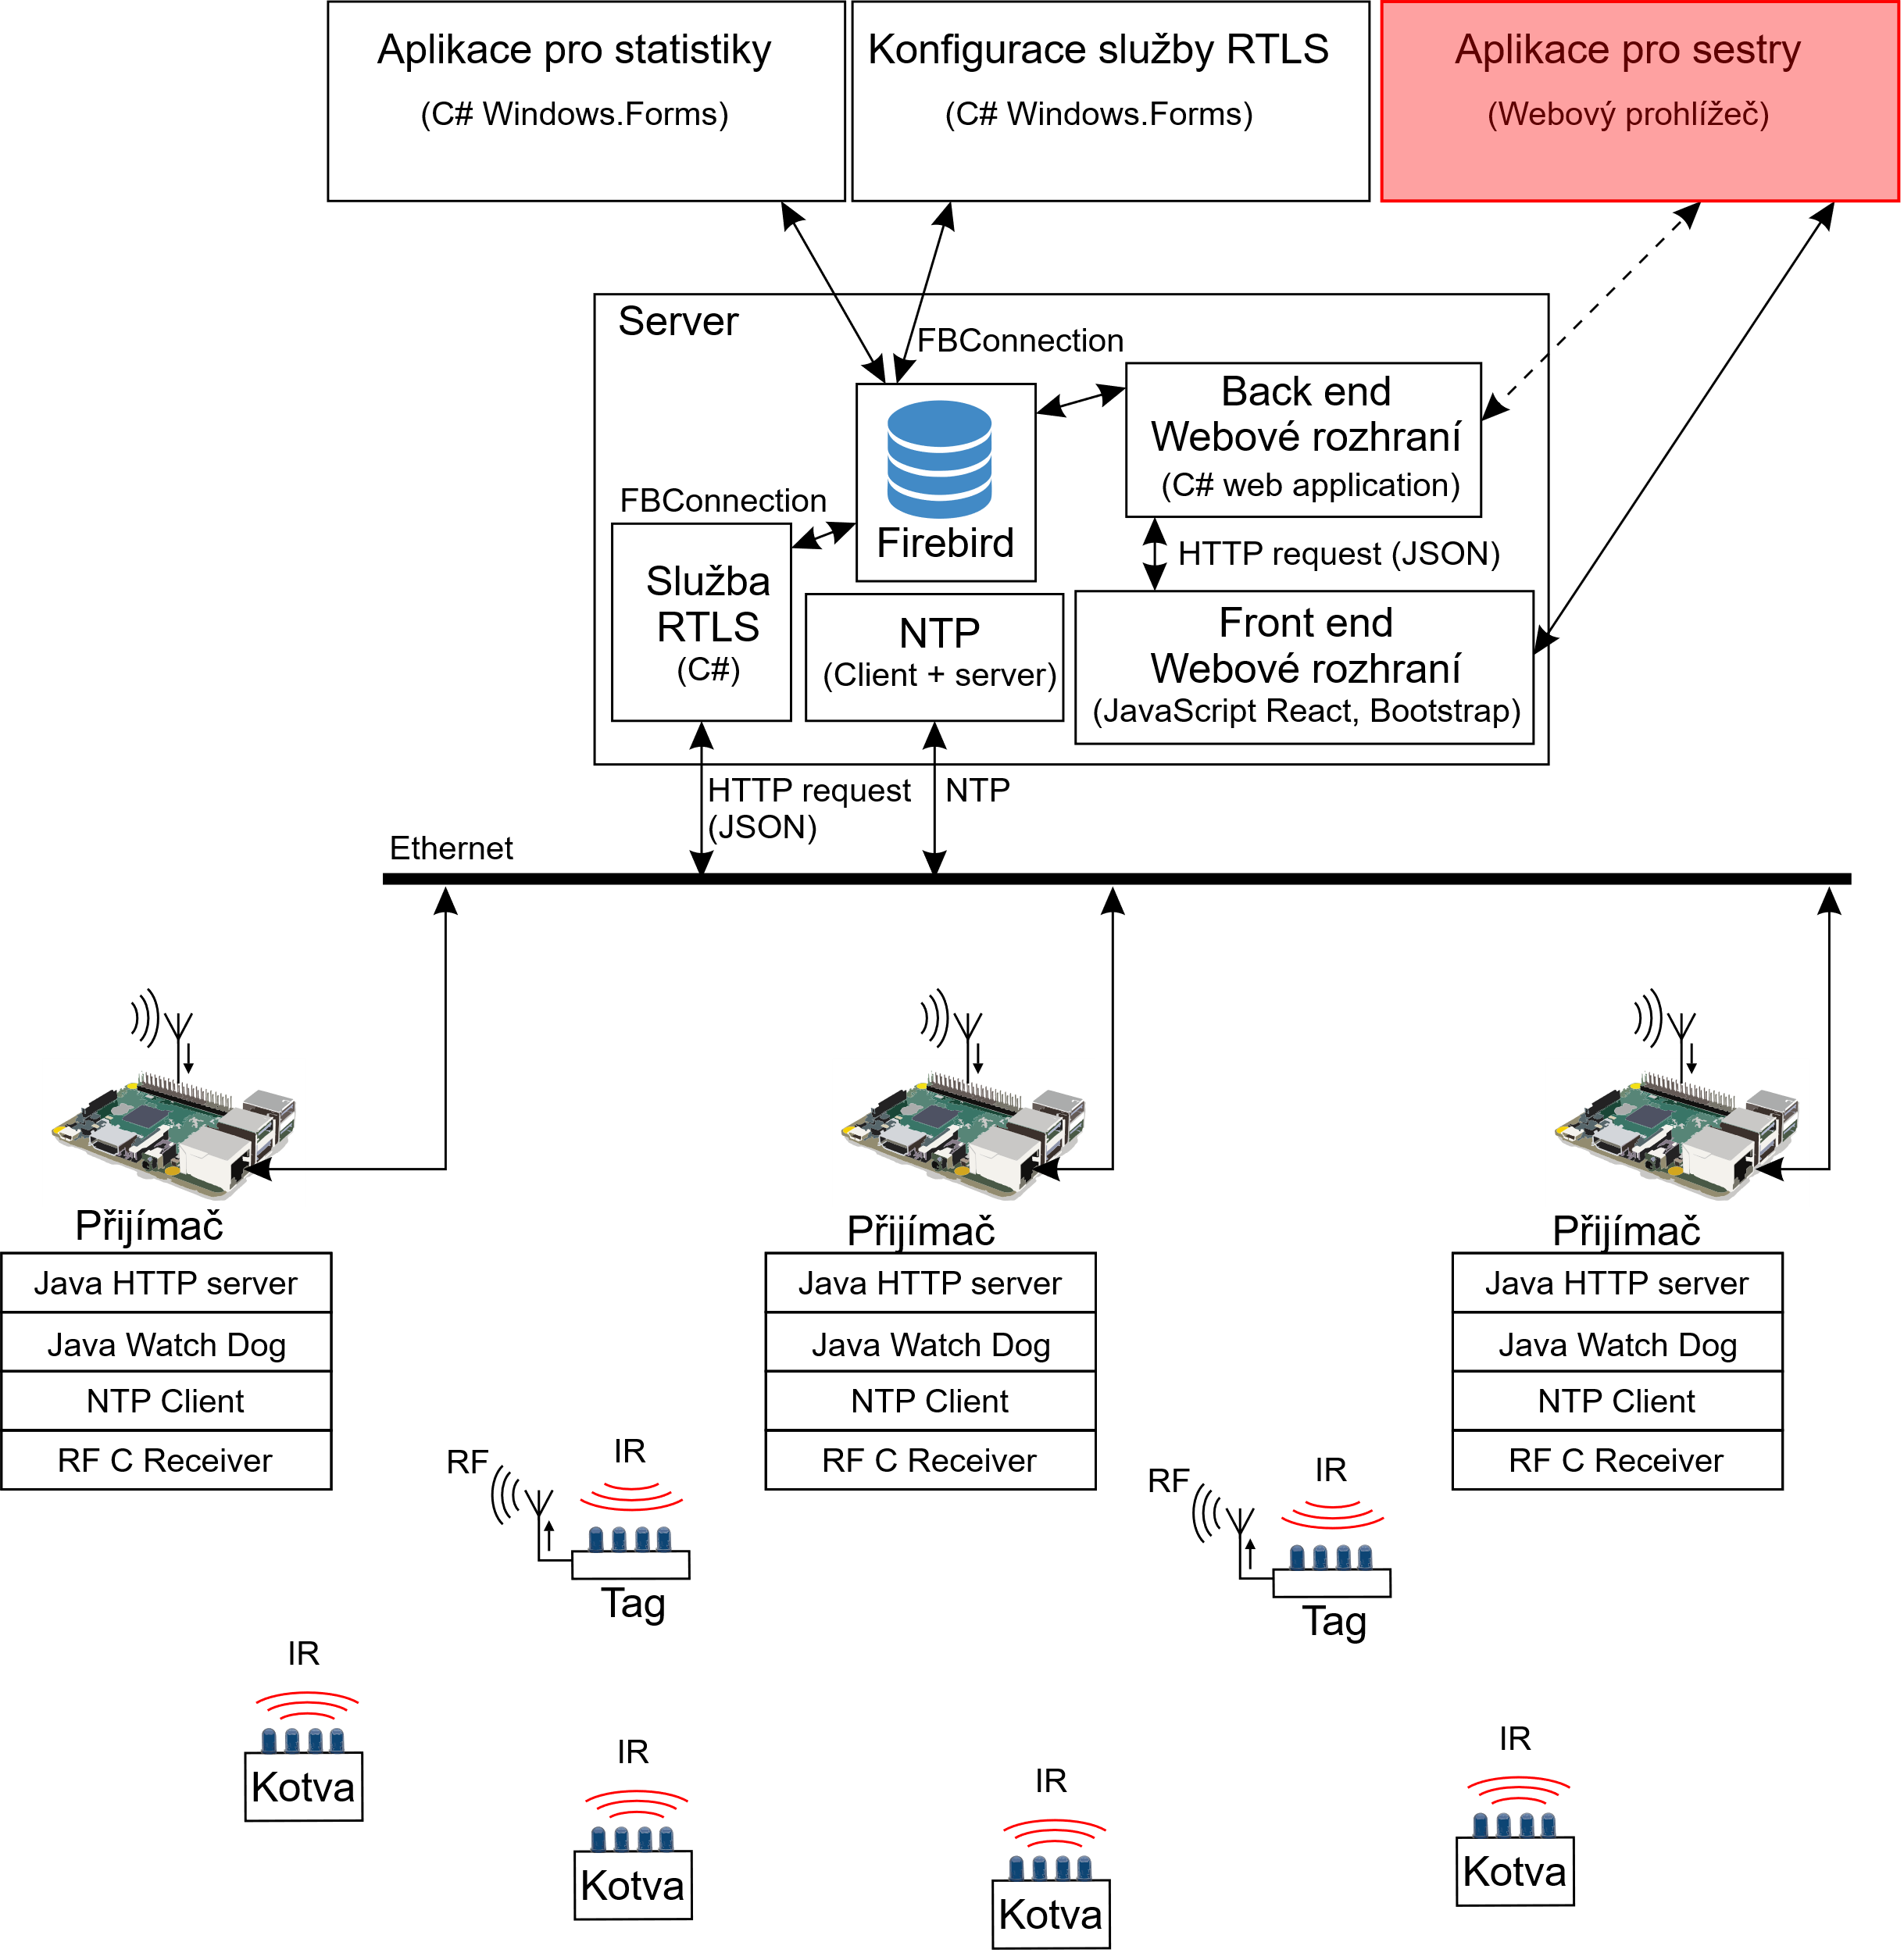 Aplikace pro statistiky
(C# Windows.Forms)
Konfigurace služby RTLS
(C# Windows.Forms)
Aplikace pro sestry
(Webový prohlížeč)
Server
FBConnection
Back end
Webové rozhraní
(C# web application)
FBConnection
Firebird
HTTP request (JSON)
Služba
RTLS
(C#)
NTP
(Client + server)
Front end
Webové rozhraní
(JavaScript React, Bootstrap)
HTTP request
(JSON)
NTP
Ethernet
Přijímač
Java HTTP server
Java Watch Dog
NTP Client
RF C Receiver
Přijímač
Java HTTP server
Java Watch Dog
NTP Client
RF C Receiver
Přijímač
Java HTTP server
Java Watch Dog
NTP Client
RF C Receiver
RF
IR
Tag
RF
IR
Tag
IR
Kotva
IR
Kotva
IR
Kotva
IR
Kotva